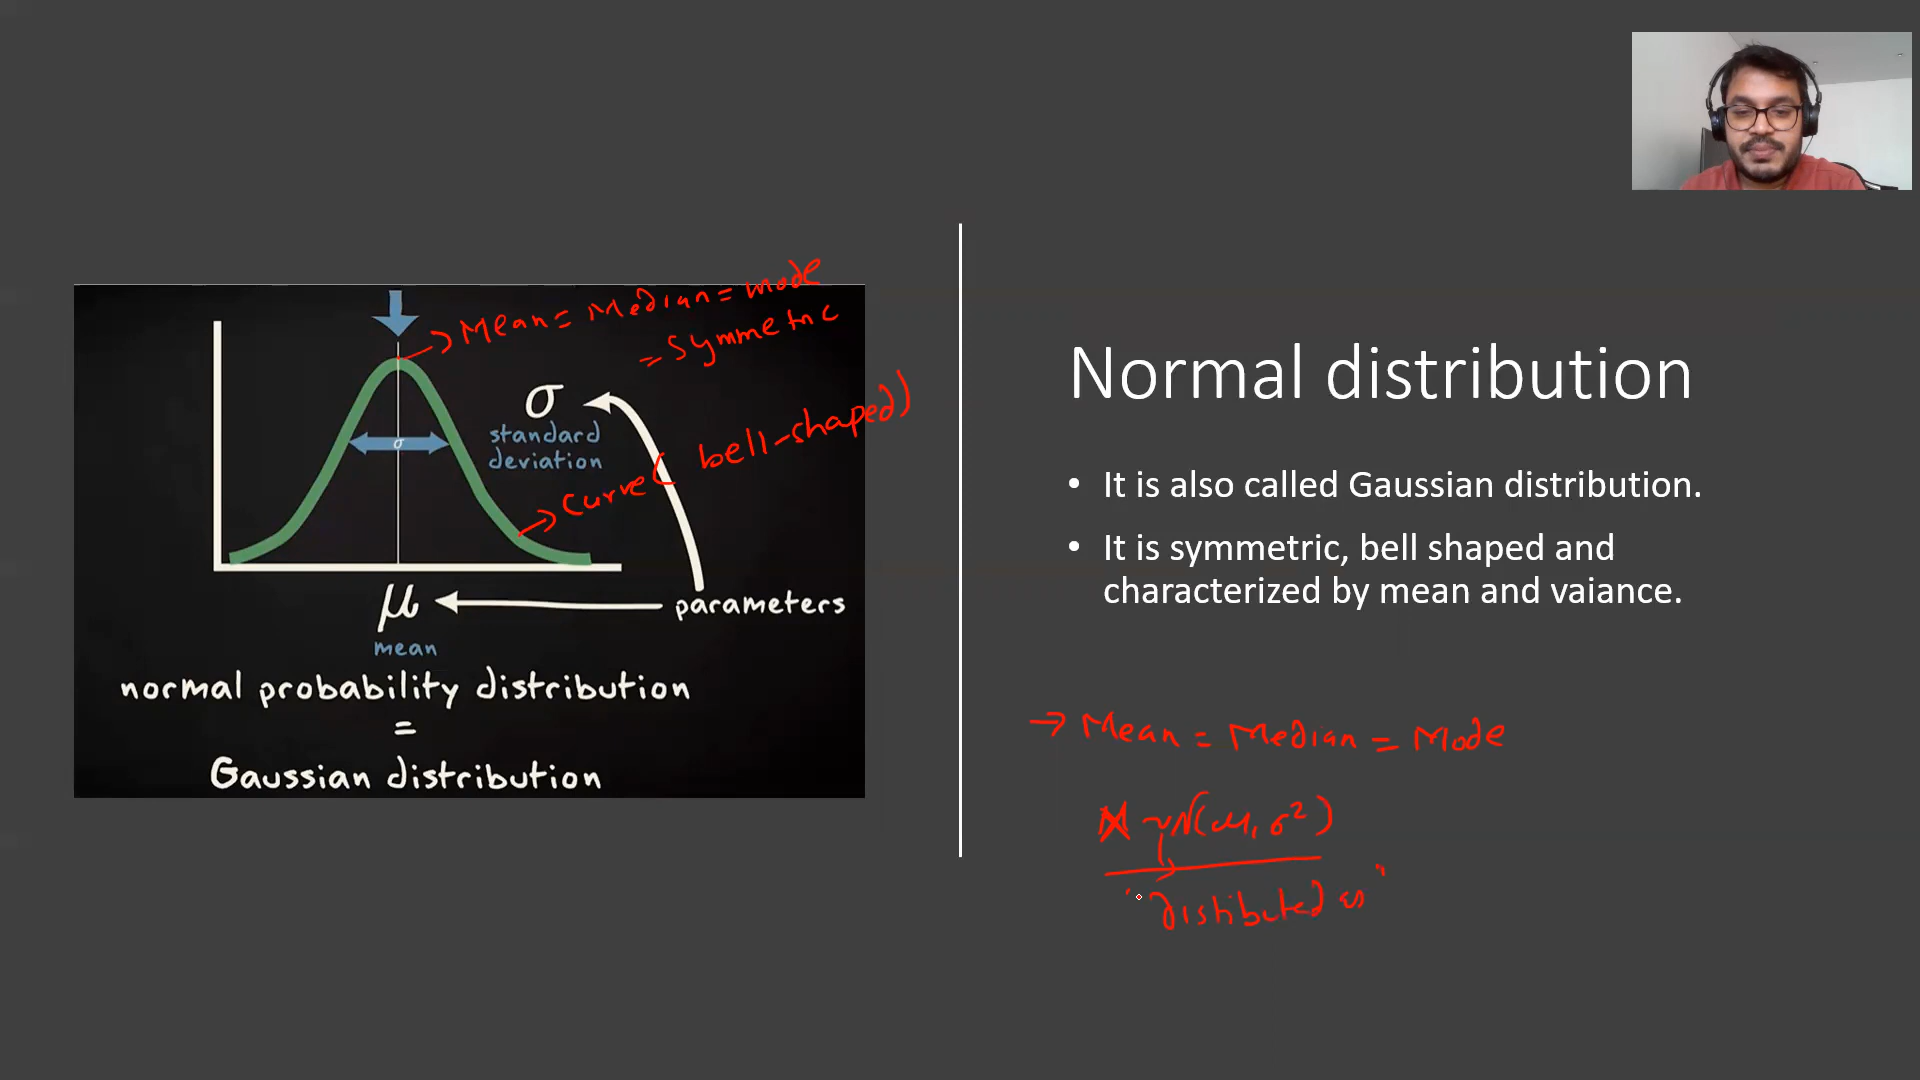 Mean = Median = mode
= Symmetric
σ
standard
deviation
σ
curve( bell-shaped)
μ
parameters
mean
normal probability distribution
=
Gaussian distribution
Normal distribution
• It is also called Gaussian distribution.
• It is symmetric, bell shaped and
characterized by mean and vaiance.
→ Mean = Median = Mode
X ~ N(μ, σ²)
"Distibuted as"